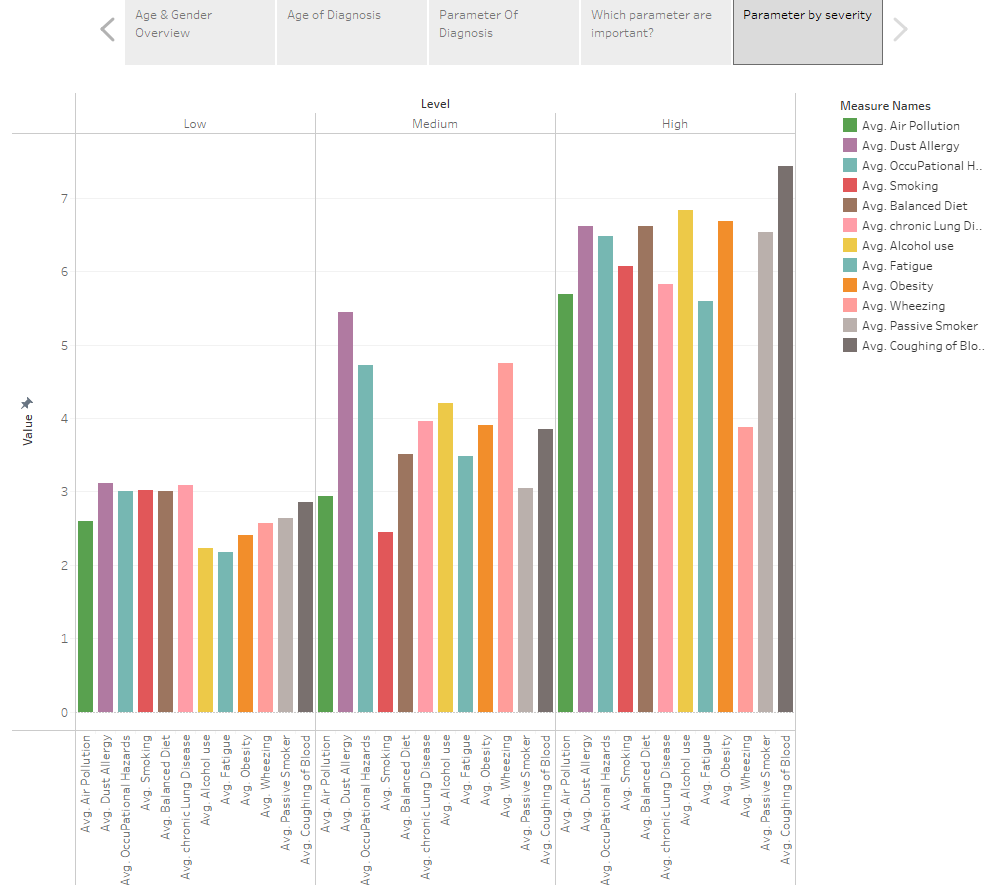 Age & Gender
Overview
Age of Diagnosis
Parameter Of
Diagnosis
Which parameter are
important?
Parameter by severity
Level
Low
Medium
High
7
6
5
4
3
2
1
0
Value
Avg. Air Pollution
Avg. Dust Allergy
Avg. OccuPational Hazards
Avg. Smoking
Avg. Balanced Diet
Avg. chronic Lung Disease
Avg. Alcohol use
Avg. Fatigue
Avg. Obesity
Avg. Wheezing
Avg. Passive Smoker
Avg. Coughing of Blood
Avg. Air Pollution
Avg. Dust Allergy
Avg. OccuPational Hazards
Avg. Smoking
Avg. Balanced Diet
Avg. chronic Lung Disease
Avg. Alcohol use
Avg. Fatigue
Avg. Obesity
Avg. Wheezing
Avg. Passive Smoker
Avg. Coughing of Blood
Avg. Air Pollution
Avg. Dust Allergy
Avg. OccuPational Hazards
Avg. Smoking
Avg. Balanced Diet
Avg. chronic Lung Disease
Avg. Alcohol use
Avg. Fatigue
Avg. Obesity
Avg. Wheezing
Avg. Passive Smoker
Avg. Coughing of Blood
Measure Names
Avg. Air Pollution
Avg. Dust Allergy
Avg. OccuPational H..
Avg. Smoking
Avg. Balanced Diet
Avg. chronic Lung Di..
Avg. Alcohol use
Avg. Fatigue
Avg. Obesity
Avg. Wheezing
Avg. Passive Smoker
Avg. Coughing of Blo..